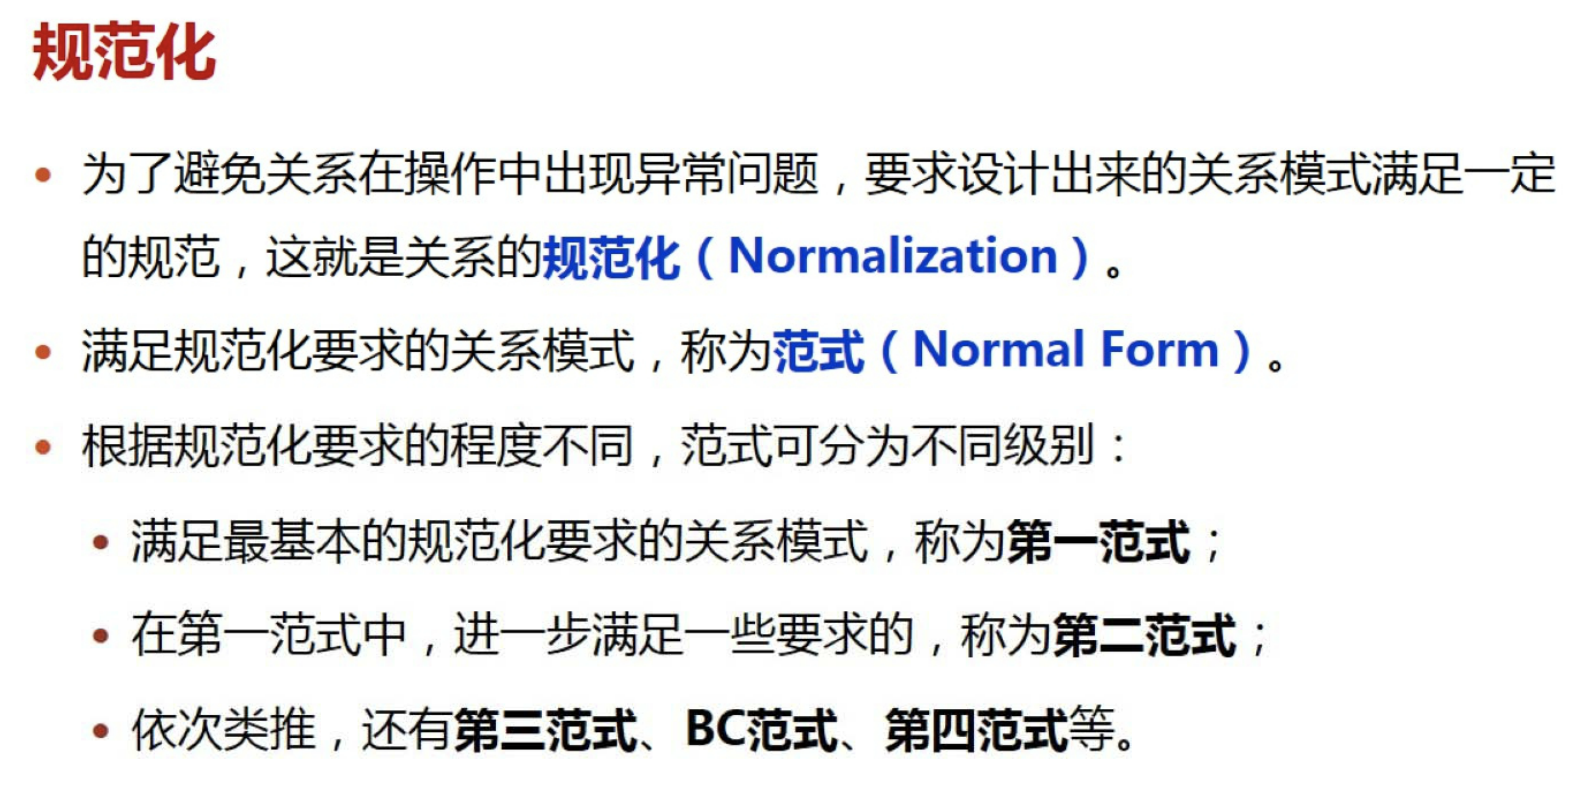 规范化
• 为了避免关系在操作中出现异常问题，要求设计出来的关系模式满足一定
的规范，这就是关系的规范化（Normalization）。
• 满足规范化要求的关系模式，称为范式（Normal Form）。
• 根据规范化要求的程度不同，范式可分为不同级别：
• 满足最基本的规范化要求的关系模式，称为第一范式；
• 在第一范式中，进一步满足一些要求的，称为第二范式；
• 依次类推，还有第三范式、BC范式、第四范式等。